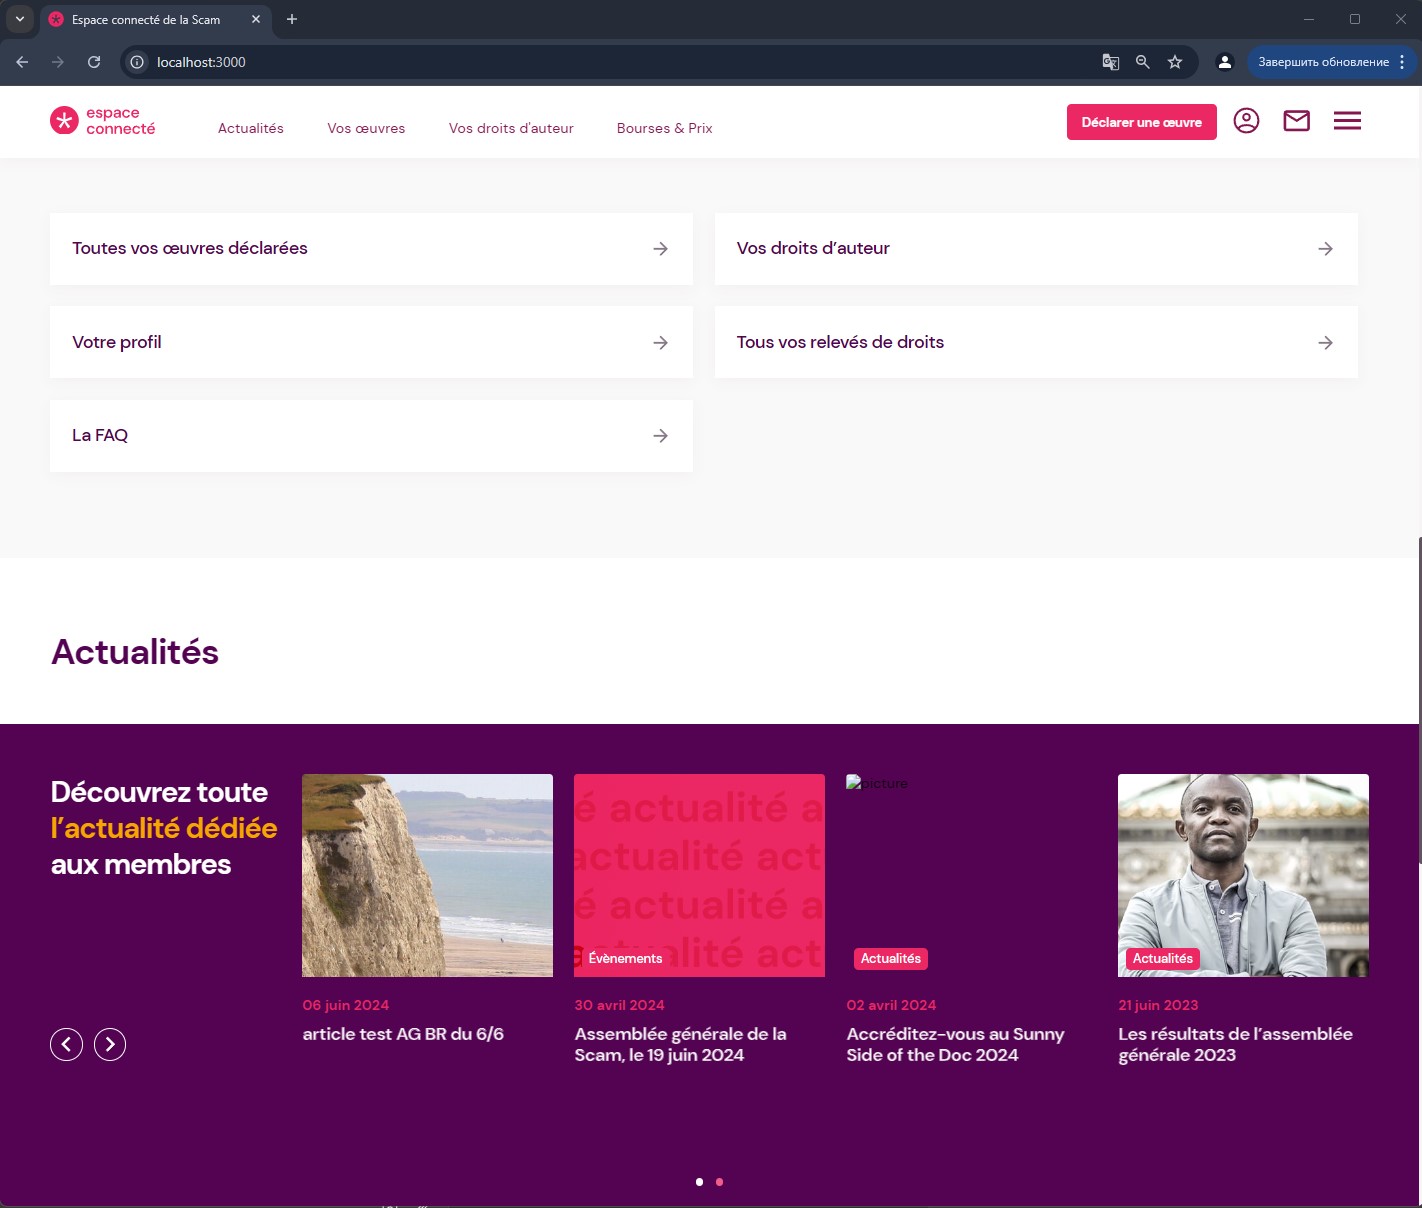 Espace connecté de la Scam
localhost:3000
Завершить обновление
espace
connecté
Actualités
Vos œuvres
Vos droits d'auteur
Bourses & Prix
Déclarer une œuvre
Toutes vos œuvres déclarées
Vos droits d’auteur
Votre profil
Tous vos relevés de droits
La FAQ
Actualités
Découvrez toute
l’actualité dédiée
aux membres
é actualité a
actualité act
é actualité a
actualité act
Évènements
picture
Actualités
Actualités
06 juin 2024
article test AG BR du 6/6
30 avril 2024
Assemblée générale de la
Scam, le 19 juin 2024
02 avril 2024
Accréditez-vous au Sunny
Side of the Doc 2024
21 juin 2023
Les résultats de l’assemblée
générale 2023